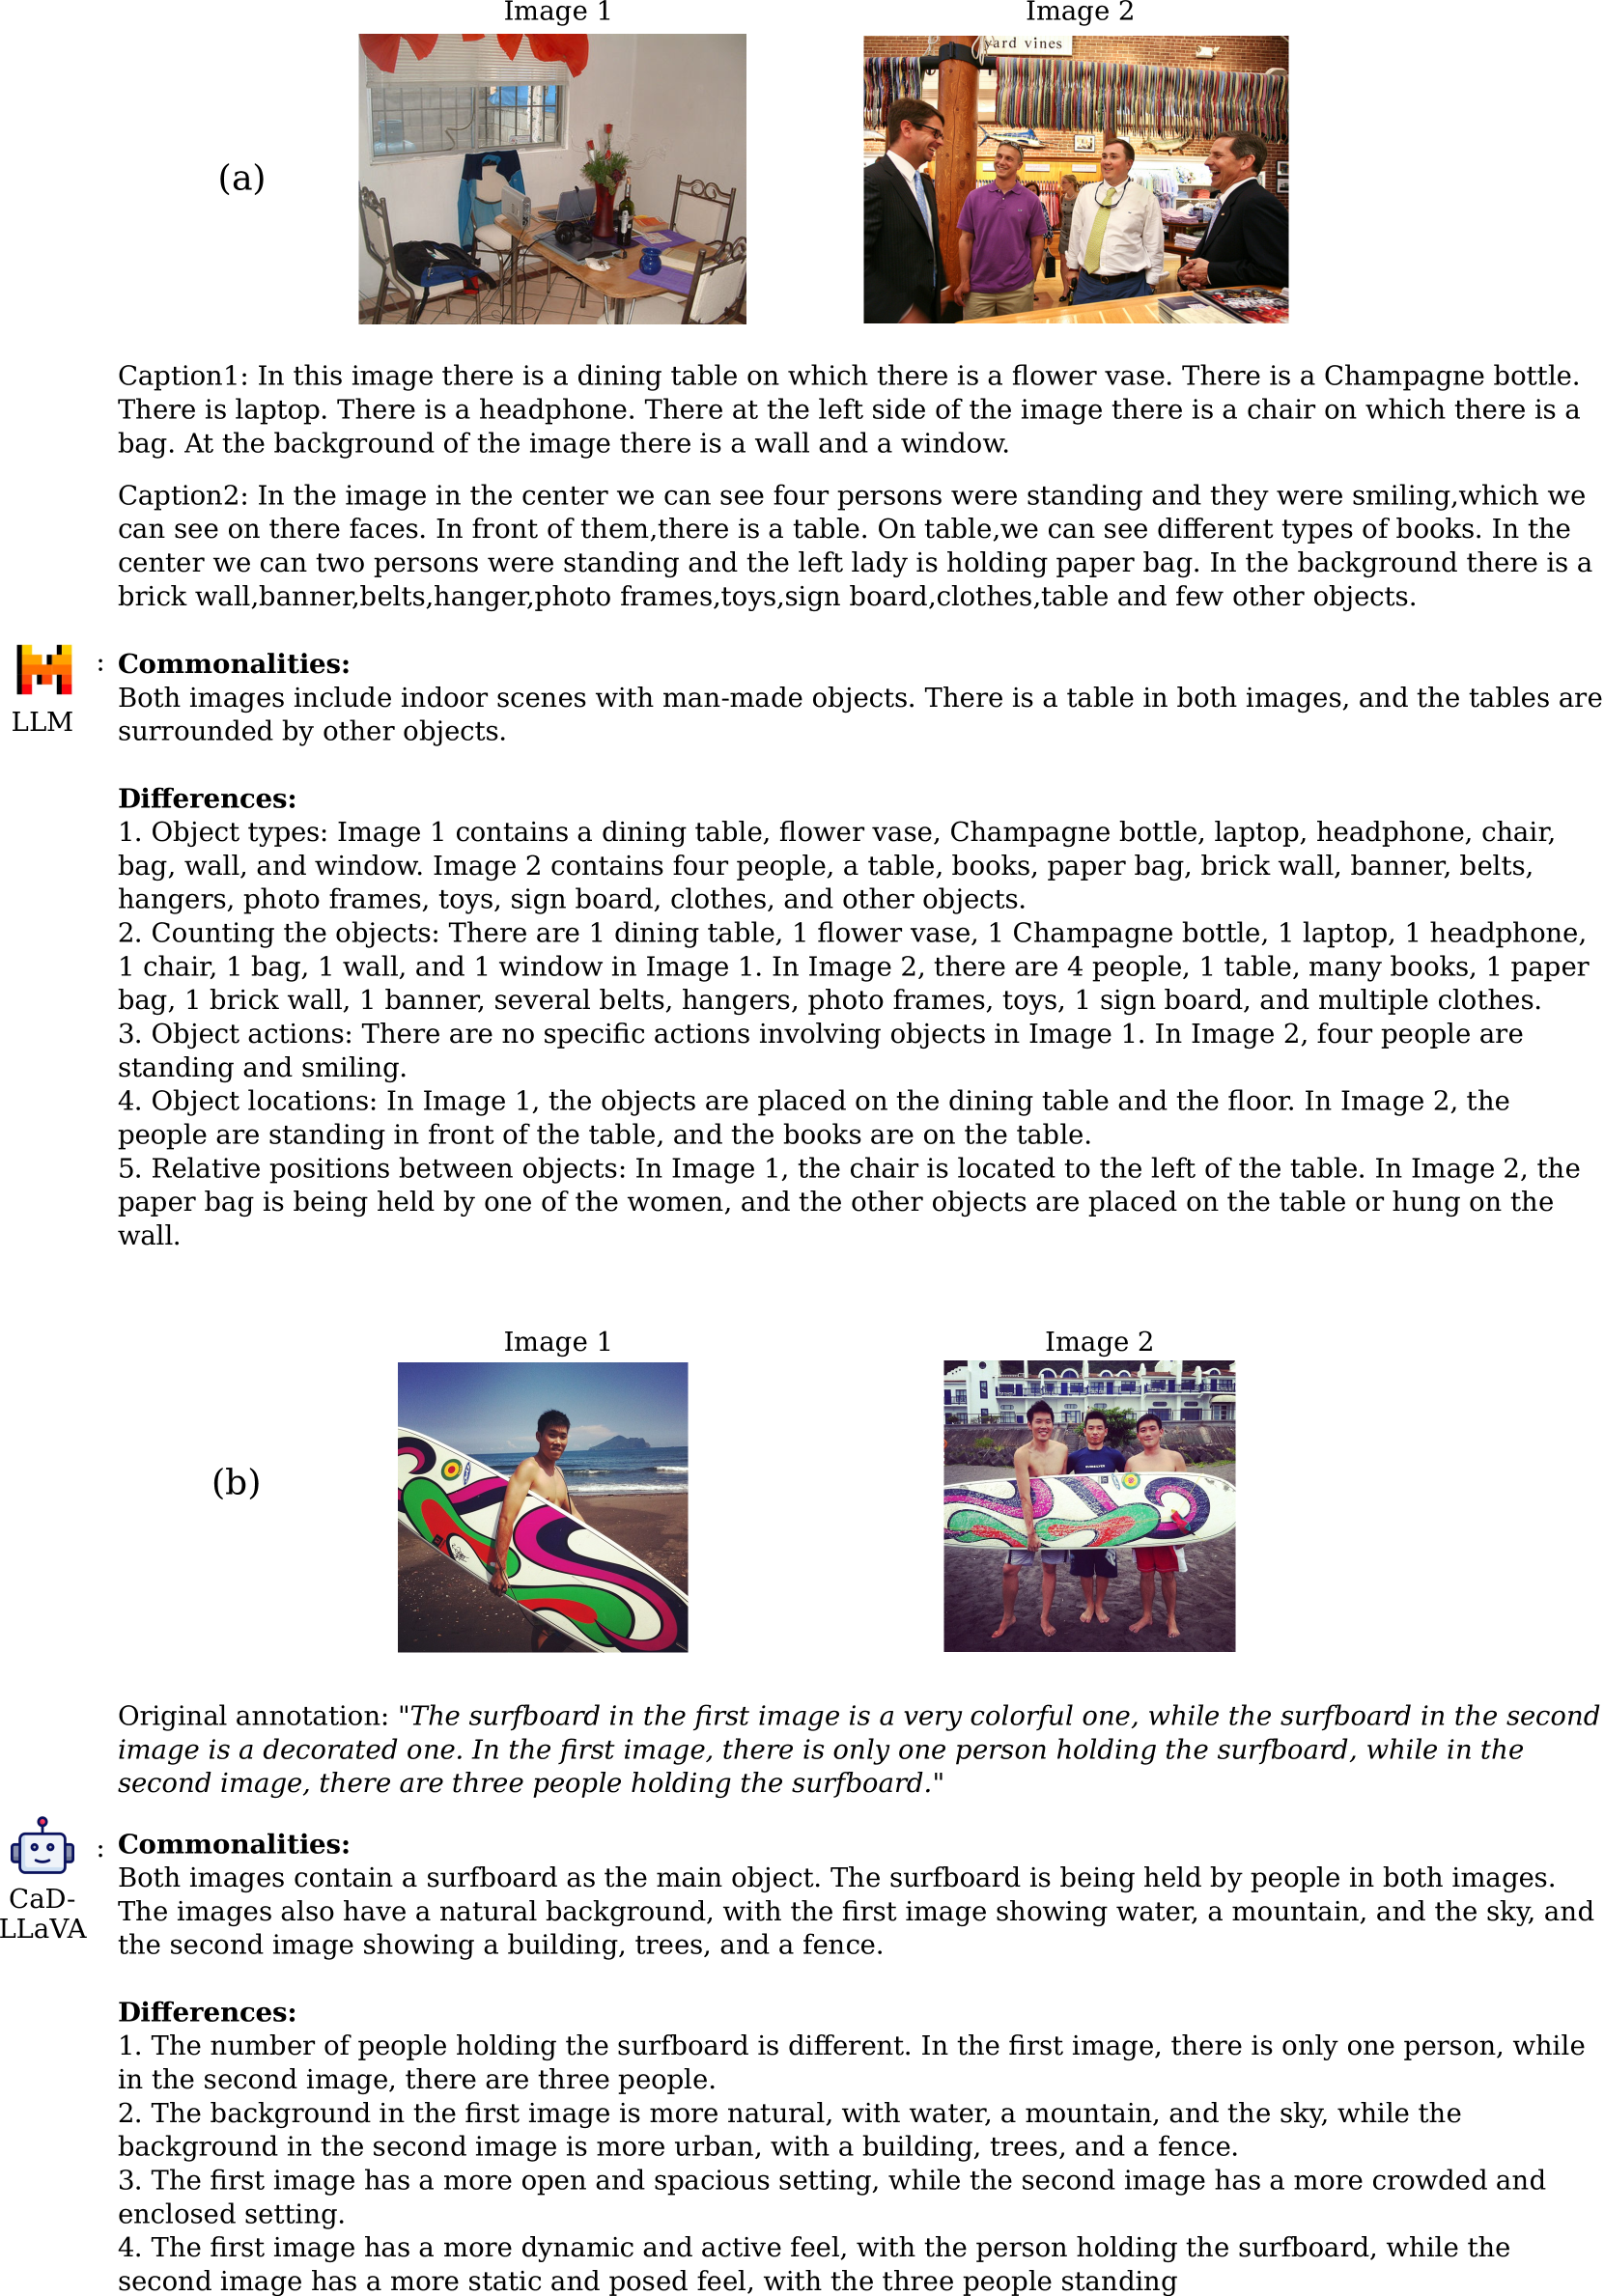 Image 1
Image 2
yard vines
(a)
Caption1: In this image there is a dining table on which there is a flower vase. There is a Champagne bottle.
There is laptop. There is a headphone. There at the left side of the image there is a chair on which there is a
bag. At the background of the image there is a wall and a window.
Caption2: In the image in the center we can see four persons were standing and they were smiling,which we
can see on there faces. In front of them,there is a table. On table,we can see different types of books. In the
center we can two persons were standing and the left lady is holding paper bag. In the background there is a
brick wall,banner,belts,hanger,photo frames,toys,sign board,clothes,table and few other objects.
LLM
: Commonalities:
Both images include indoor scenes with man-made objects. There is a table in both images, and the tables are
surrounded by other objects.
Differences:
1. Object types: Image 1 contains a dining table, flower vase, Champagne bottle, laptop, headphone, chair,
bag, wall, and window. Image 2 contains four people, a table, books, paper bag, brick wall, banner, belts,
hangers, photo frames, toys, sign board, clothes, and other objects.
2. Counting the objects: There are 1 dining table, 1 flower vase, 1 Champagne bottle, 1 laptop, 1 headphone,
1 chair, 1 bag, 1 wall, and 1 window in Image 1. In Image 2, there are 4 people, 1 table, many books, 1 paper
bag, 1 brick wall, 1 banner, several belts, hangers, photo frames, toys, 1 sign board, and multiple clothes.
3. Object actions: There are no specific actions involving objects in Image 1. In Image 2, four people are
standing and smiling.
4. Object locations: In Image 1, the objects are placed on the dining table and the floor. In Image 2, the
people are standing in front of the table, and the books are on the table.
5. Relative positions between objects: In Image 1, the chair is located to the left of the table. In Image 2, the
paper bag is being held by one of the women, and the other objects are placed on the table or hung on the
wall.
Image 1
Image 2
(b)
Original annotation: "The surfboard in the first image is a very colorful one, while the surfboard in the second
image is a decorated one. In the first image, there is only one person holding the surfboard, while in the
second image, there are three people holding the surfboard."
CaD-
LLaVA
: Commonalities:
Both images contain a surfboard as the main object. The surfboard is being held by people in both images.
The images also have a natural background, with the first image showing water, a mountain, and the sky, and
the second image showing a building, trees, and a fence.
Differences:
1. The number of people holding the surfboard is different. In the first image, there is only one person, while
in the second image, there are three people.
2. The background in the first image is more natural, with water, a mountain, and the sky, while the
background in the second image is more urban, with a building, trees, and a fence.
3. The first image has a more open and spacious setting, while the second image has a more crowded and
enclosed setting.
4. The first image has a more dynamic and active feel, with the person holding the surfboard, while the
second image has a more static and posed feel, with the three people standing